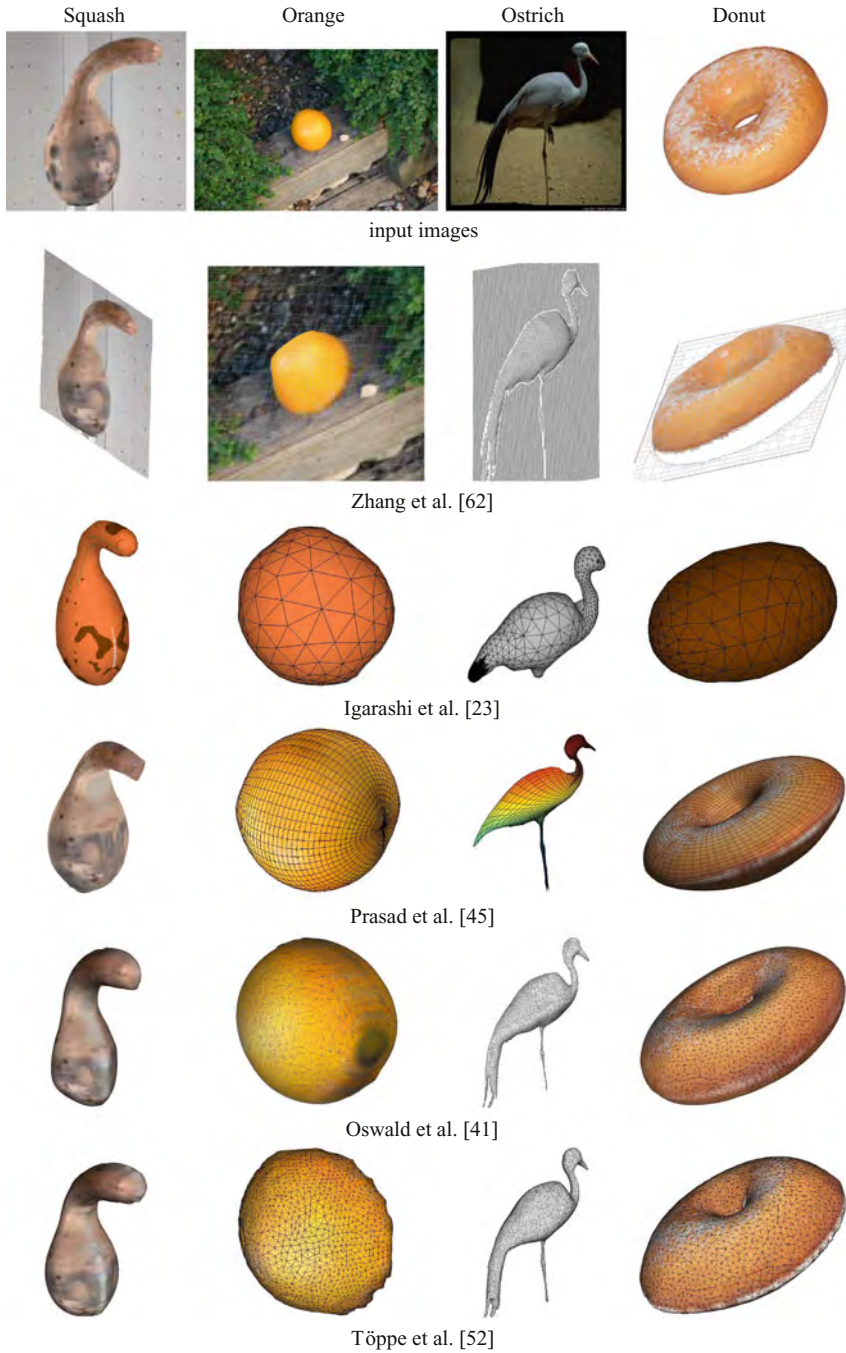 Squash Orange Ostrich Donut
input images
Zhang et al. [62]
Igarashi et al. [23]
Prasad et al. [45]
Oswald et al. [41]
Töppe et al. [52]